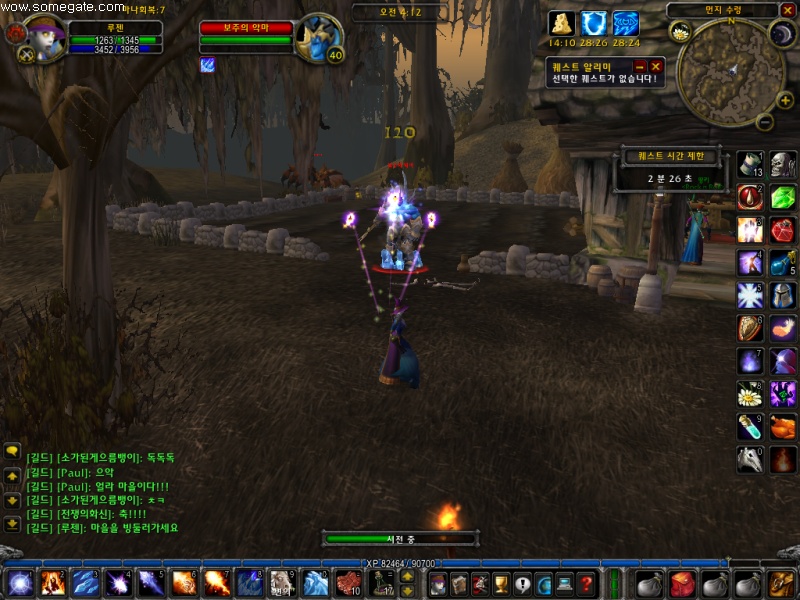 www.somegate.com
마나회복:7
루젠
1263 / 1345
3452 / 3956
보주의 악마
40
오전 4:12
14:10 28:26 28:24
퀘스트 알리미
선택한 퀘스트가 없습니다!
먼지 수렁
N
퀘스트 시간 제한
2 분 26 초
120
[길드] [소가된게으름뱅이]: 독독독
[길드] [Paul]: 으악
[길드] [Paul]: 얼라 마을이다!!!
[길드] [소가된게으름뱅이]: ㅈㅋ
[길드] [전쟁의화신]: 축!!!!
[길드] [루젠]: 마을을 빙둘러가세요
시전 중
XP 82464 / 90700